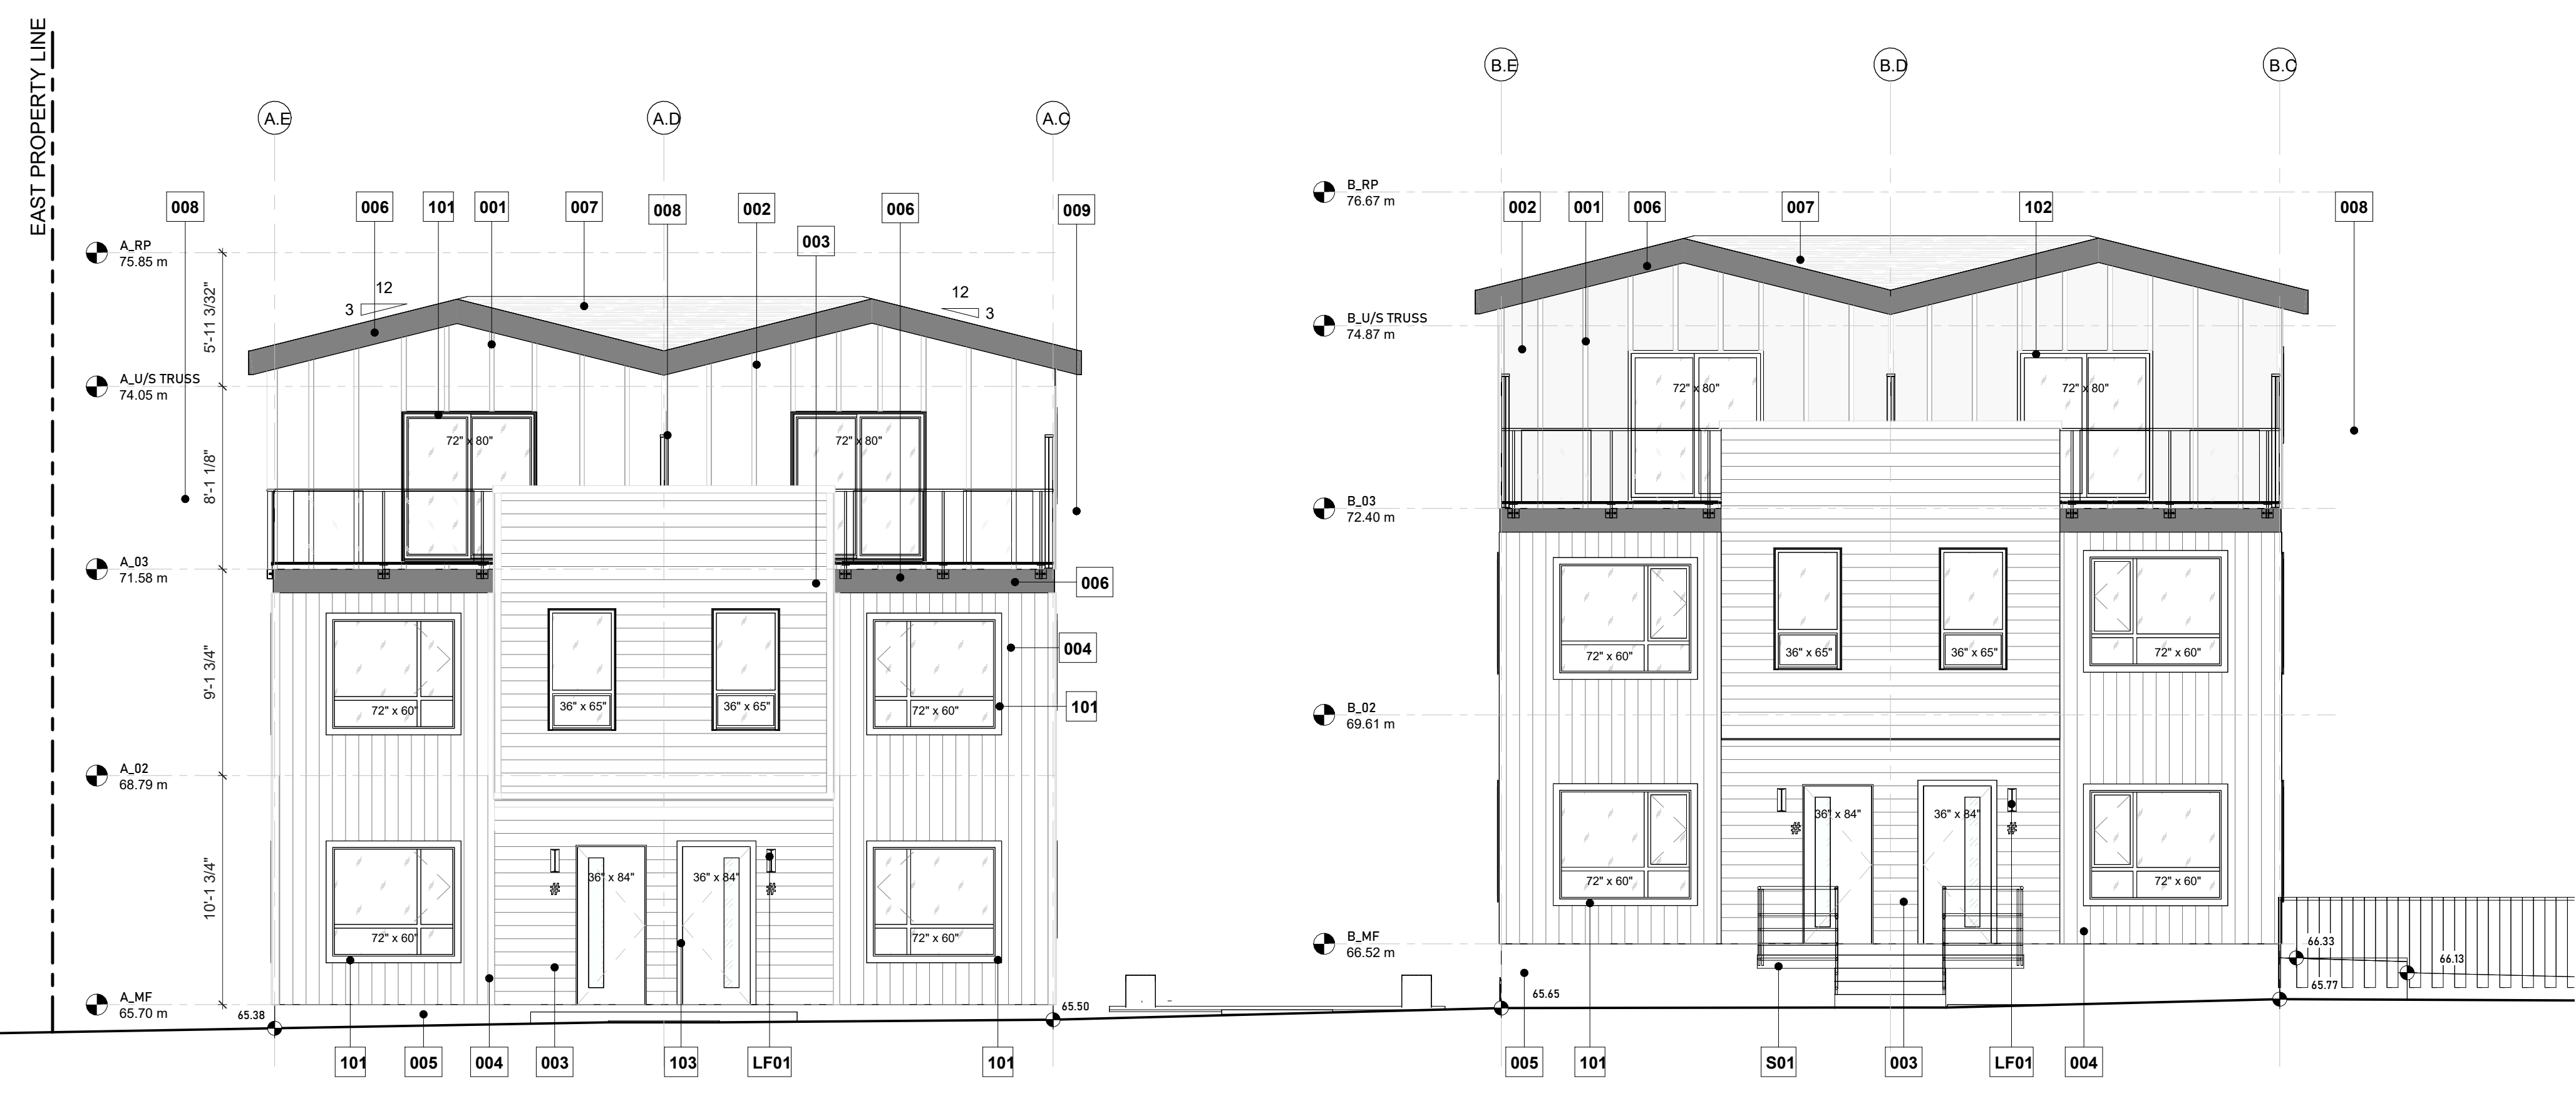 EAST PROPERTY LINE
A.E
A.D
A.C
008
006
101
001
007
008
002
003
006
009
A_RP
75.85 m
5'-11 3/32"
12
3
12
3
A_U/S TRUSS
74.05 m
8'-1 1/8"
72" x 80"
72" x 80"
A_03
71.58 m
006
9'-1 3/4"
004
101
72" x 60"
36" x 65"
36" x 65"
72" x 60"
A_02
68.79 m
10'-1 3/4"
36" x 84"
36" x 84"
72" x 60"
72" x 60"
A_MF
65.70 m
65.38
65.50
101
005
004
003
103
LF01
101
B.E
B.D
B.C
B_RP
76.67 m
002
001
006
007
102
008
B_U/S TRUSS
74.87 m
72" x 80"
72" x 80"
B_03
72.40 m
72" x 60"
36" x 65"
36" x 65"
72" x 60"
B_02
69.61 m
36" x 84"
36" x 84"
72" x 60"
72" x 60"
B_MF
66.52 m
66.33
66.13
65.77
65.65
005
101
S01
003
LF01
004